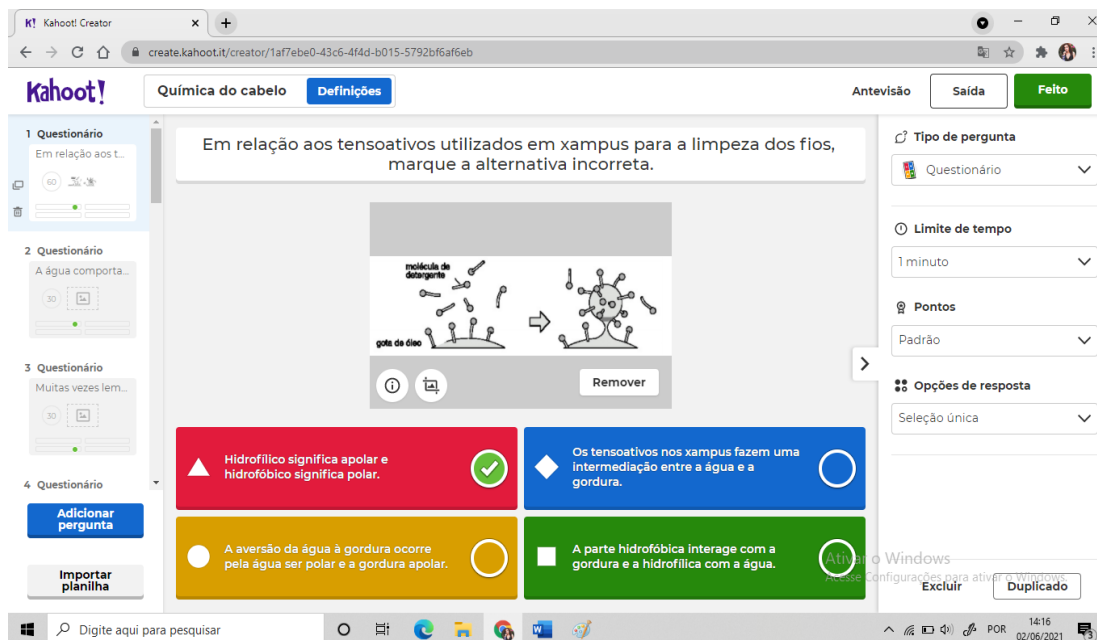 K! Kahoot! Creator
create.kahoot.it/creator/1af7ebe0-43c6-4f4d-b015-5792bf6af6eb
Kahoot!
Química do cabelo
Definições
Antevisão
Saída
Feito
1 Questionário
Em relação aos t...
60
2 Questionário
A água comporta...
30
3 Questionário
Muitas vezes lem...
30
4 Questionário
Adicionar
pergunta
Importar
planilha
Em relação aos tensoativos utilizados em xampus para a limpeza dos fios,
marque a alternativa incorreta.
molécula de
detergente
gota de óleo
Remover
Hidrofílico significa apolar e
hidrofóbico significa polar.
Os tensoativos nos xampus fazem uma
intermediação entre a água e a
gordura.
A aversão da água à gordura ocorre
pela água ser polar e a gordura apolar.
A parte hidrofóbica interage com a
gordura e a hidrofílica com a água.
Tipo de pergunta
Questionário
Limite de tempo
1 minuto
Pontos
Padrão
Opções de resposta
Seleção única
Ativar o Windows
Acesse Configurações para ativar o Windows.
Excluir
Duplicado
Digite aqui para pesquisar
POR
14:16
02/06/2021
3